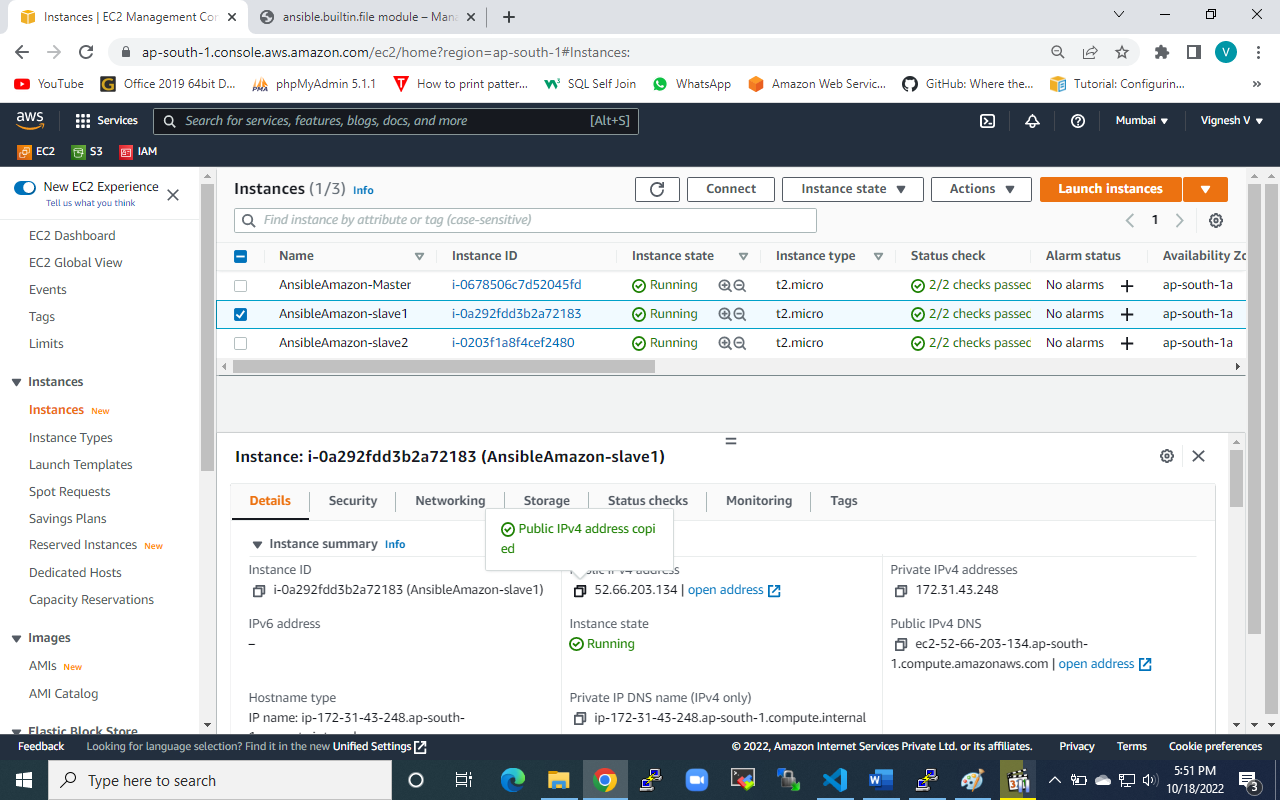 Instances | EC2 Management Con
ansible.builtin.file module – Mana
ap-south-1.console.aws.amazon.com/ec2/home?region=ap-south-1#Instances:
V
YouTube
Office 2019 64bit D...
phpMyAdmin 5.1.1
How to print patter...
SQL Self Join
WhatsApp
Amazon Web Servic...
GitHub: Where the...
Tutorial: Configurin...
»
aws
Services
Search for services, features, blogs, docs, and more
[Alt+S]
Mumbai
Vignesh V
EC2
S3
IAM
New EC2 Experience
Tell us what you think
EC2 Dashboard
EC2 Global View
Events
Tags
Limits
Instances
Instances New
Instance Types
Launch Templates
Spot Requests
Savings Plans
Reserved Instances New
Dedicated Hosts
Capacity Reservations
Images
AMIs New
AMI Catalog
Elastic Block Store
Instances (1/3) Info
Connect
Instance state
Actions
Launch instances
Find instance by attribute or tag (case-sensitive)
1
Name Instance ID Instance state Instance type Status check Alarm status Availability Zo
AnsibleAmazon-Master i-0678506c7d52045fd Running t2.micro 2/2 checks passed No alarms ap-south-1a
AnsibleAmazon-slave1 i-0a292fdd3b2a72183 Running t2.micro 2/2 checks passed No alarms ap-south-1a
AnsibleAmazon-slave2 i-0203f1a8f4cef2480 Running t2.micro 2/2 checks passed No alarms ap-south-1a
Instance: i-0a292fdd3b2a72183 (AnsibleAmazon-slave1)
Details Security Networking Storage Status checks Monitoring Tags
Public IPv4 address copi
ed
Instance summary Info
Instance ID
i-0a292fdd3b2a72183 (AnsibleAmazon-slave1)
Public IPv4 address
52.66.203.134 | open address
Private IPv4 addresses
172.31.43.248
IPv6 address
–
Instance state
Running
Public IPv4 DNS
ec2-52-66-203-134.ap-south-
1.compute.amazonaws.com | open address
Hostname type
IP name: ip-172-31-43-248.ap-south-
Private IP DNS name (IPv4 only)
ip-172-31-43-248.ap-south-1.compute.internal
Feedback
Looking for language selection? Find it in the new Unified Settings
© 2022, Amazon Internet Services Private Ltd. or its affiliates.
Privacy
Terms
Cookie preferences
Type here to search
5:51 PM
10/18/2022
3